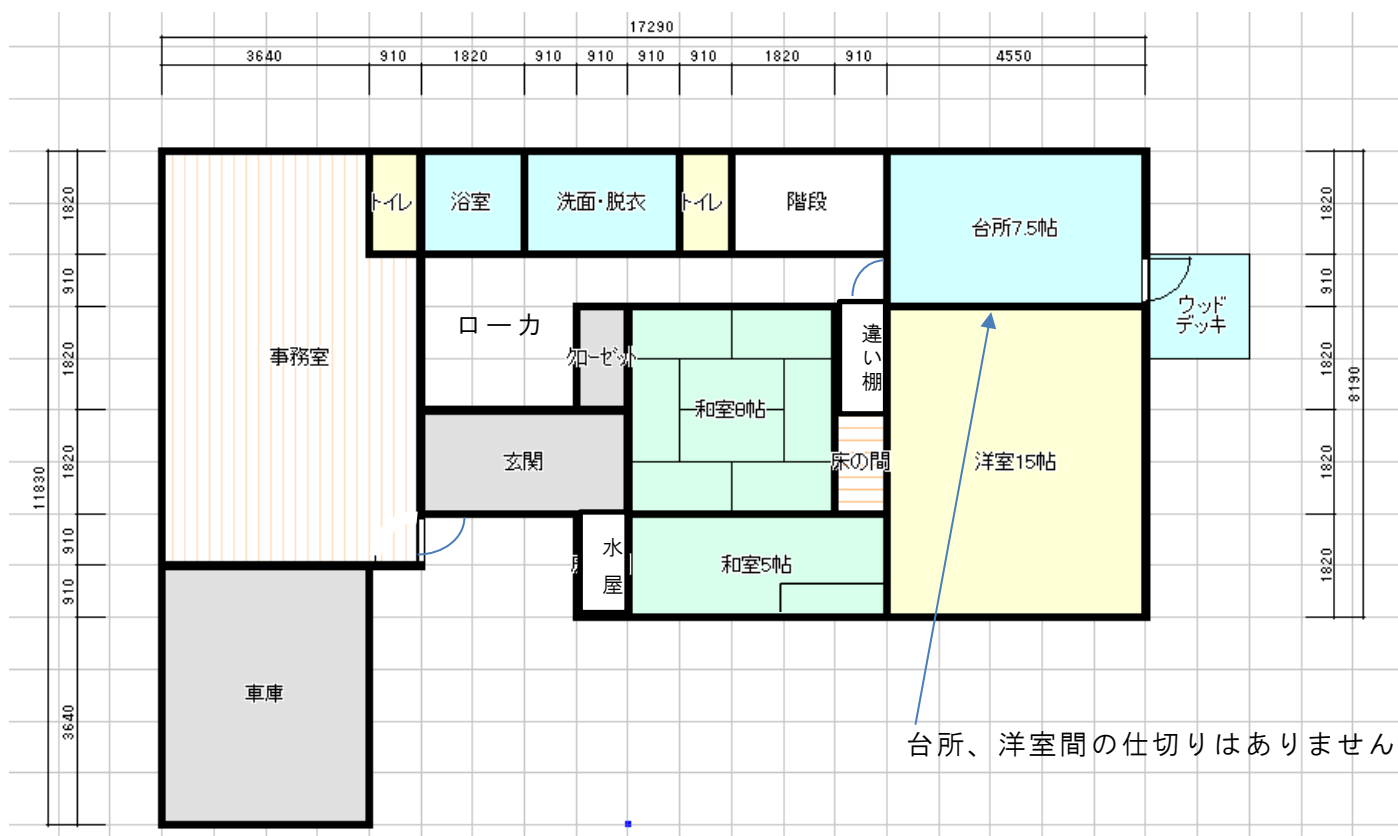 17290
3640 910 1820 910 910 910 910 1820 910 4550
トイレ
浴室
洗面・脱衣
トイレ
階段
台所7.5帖
ウッド
デッキ
ローカ
クローゼット
事務室
違い棚
和室8帖
玄関
床の間
洋室15帖
水屋
和室5帖
車庫
台所、洋室間の仕切りはありません
1820
910
1820
1820
910
910
3640
11830
1820
910
1820
1820
1820
8190